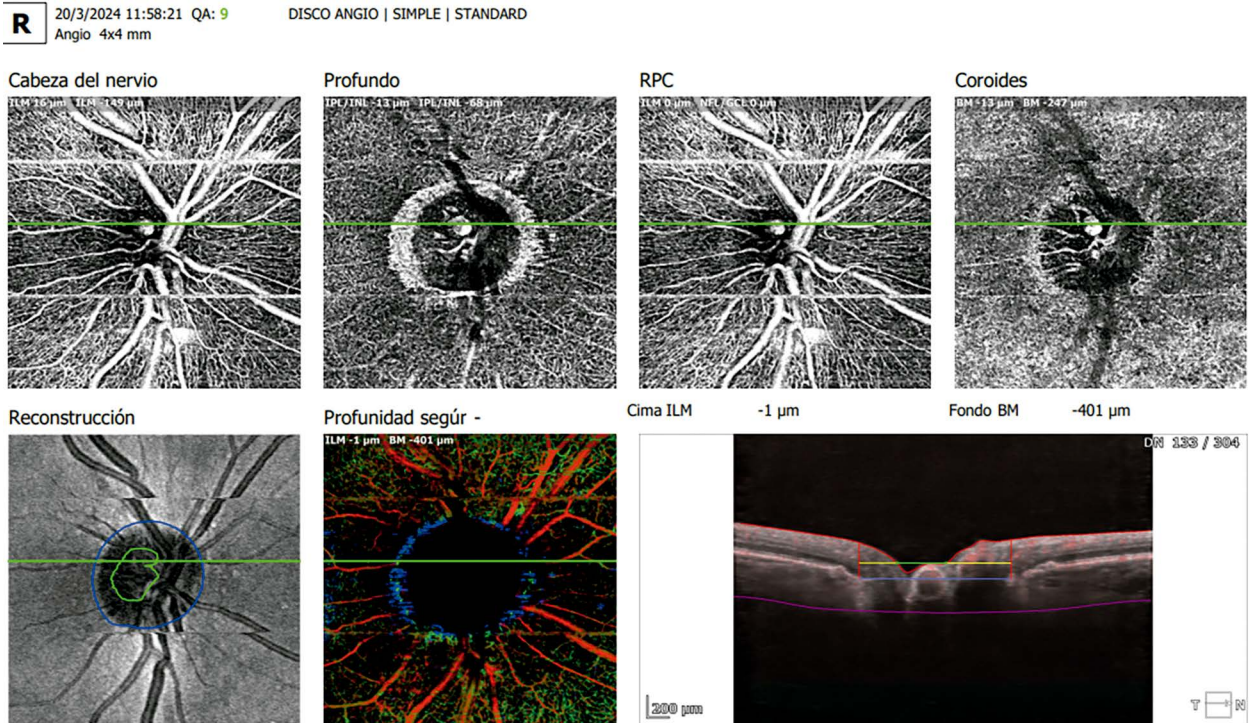 R
20/3/2024 11:58:21 QA: 9 DISCO ANGIO | SIMPLE | STANDARD
Angio 4x4 mm
Cabeza del nervio Profundo RPC Coroides
ILM 16 µm ILM -149 µm IPL/INL -13 µm IPL/INL -68 µm ILM 0 µm NFL/GCL 0 µm BM -13 µm BM -247 µm
Reconstrucción Profunidad segúr - Cima ILM -1 µm Fondo BM -401 µm
ILM -1 µm BM -401 µm DN 133 / 304
200 µm T N